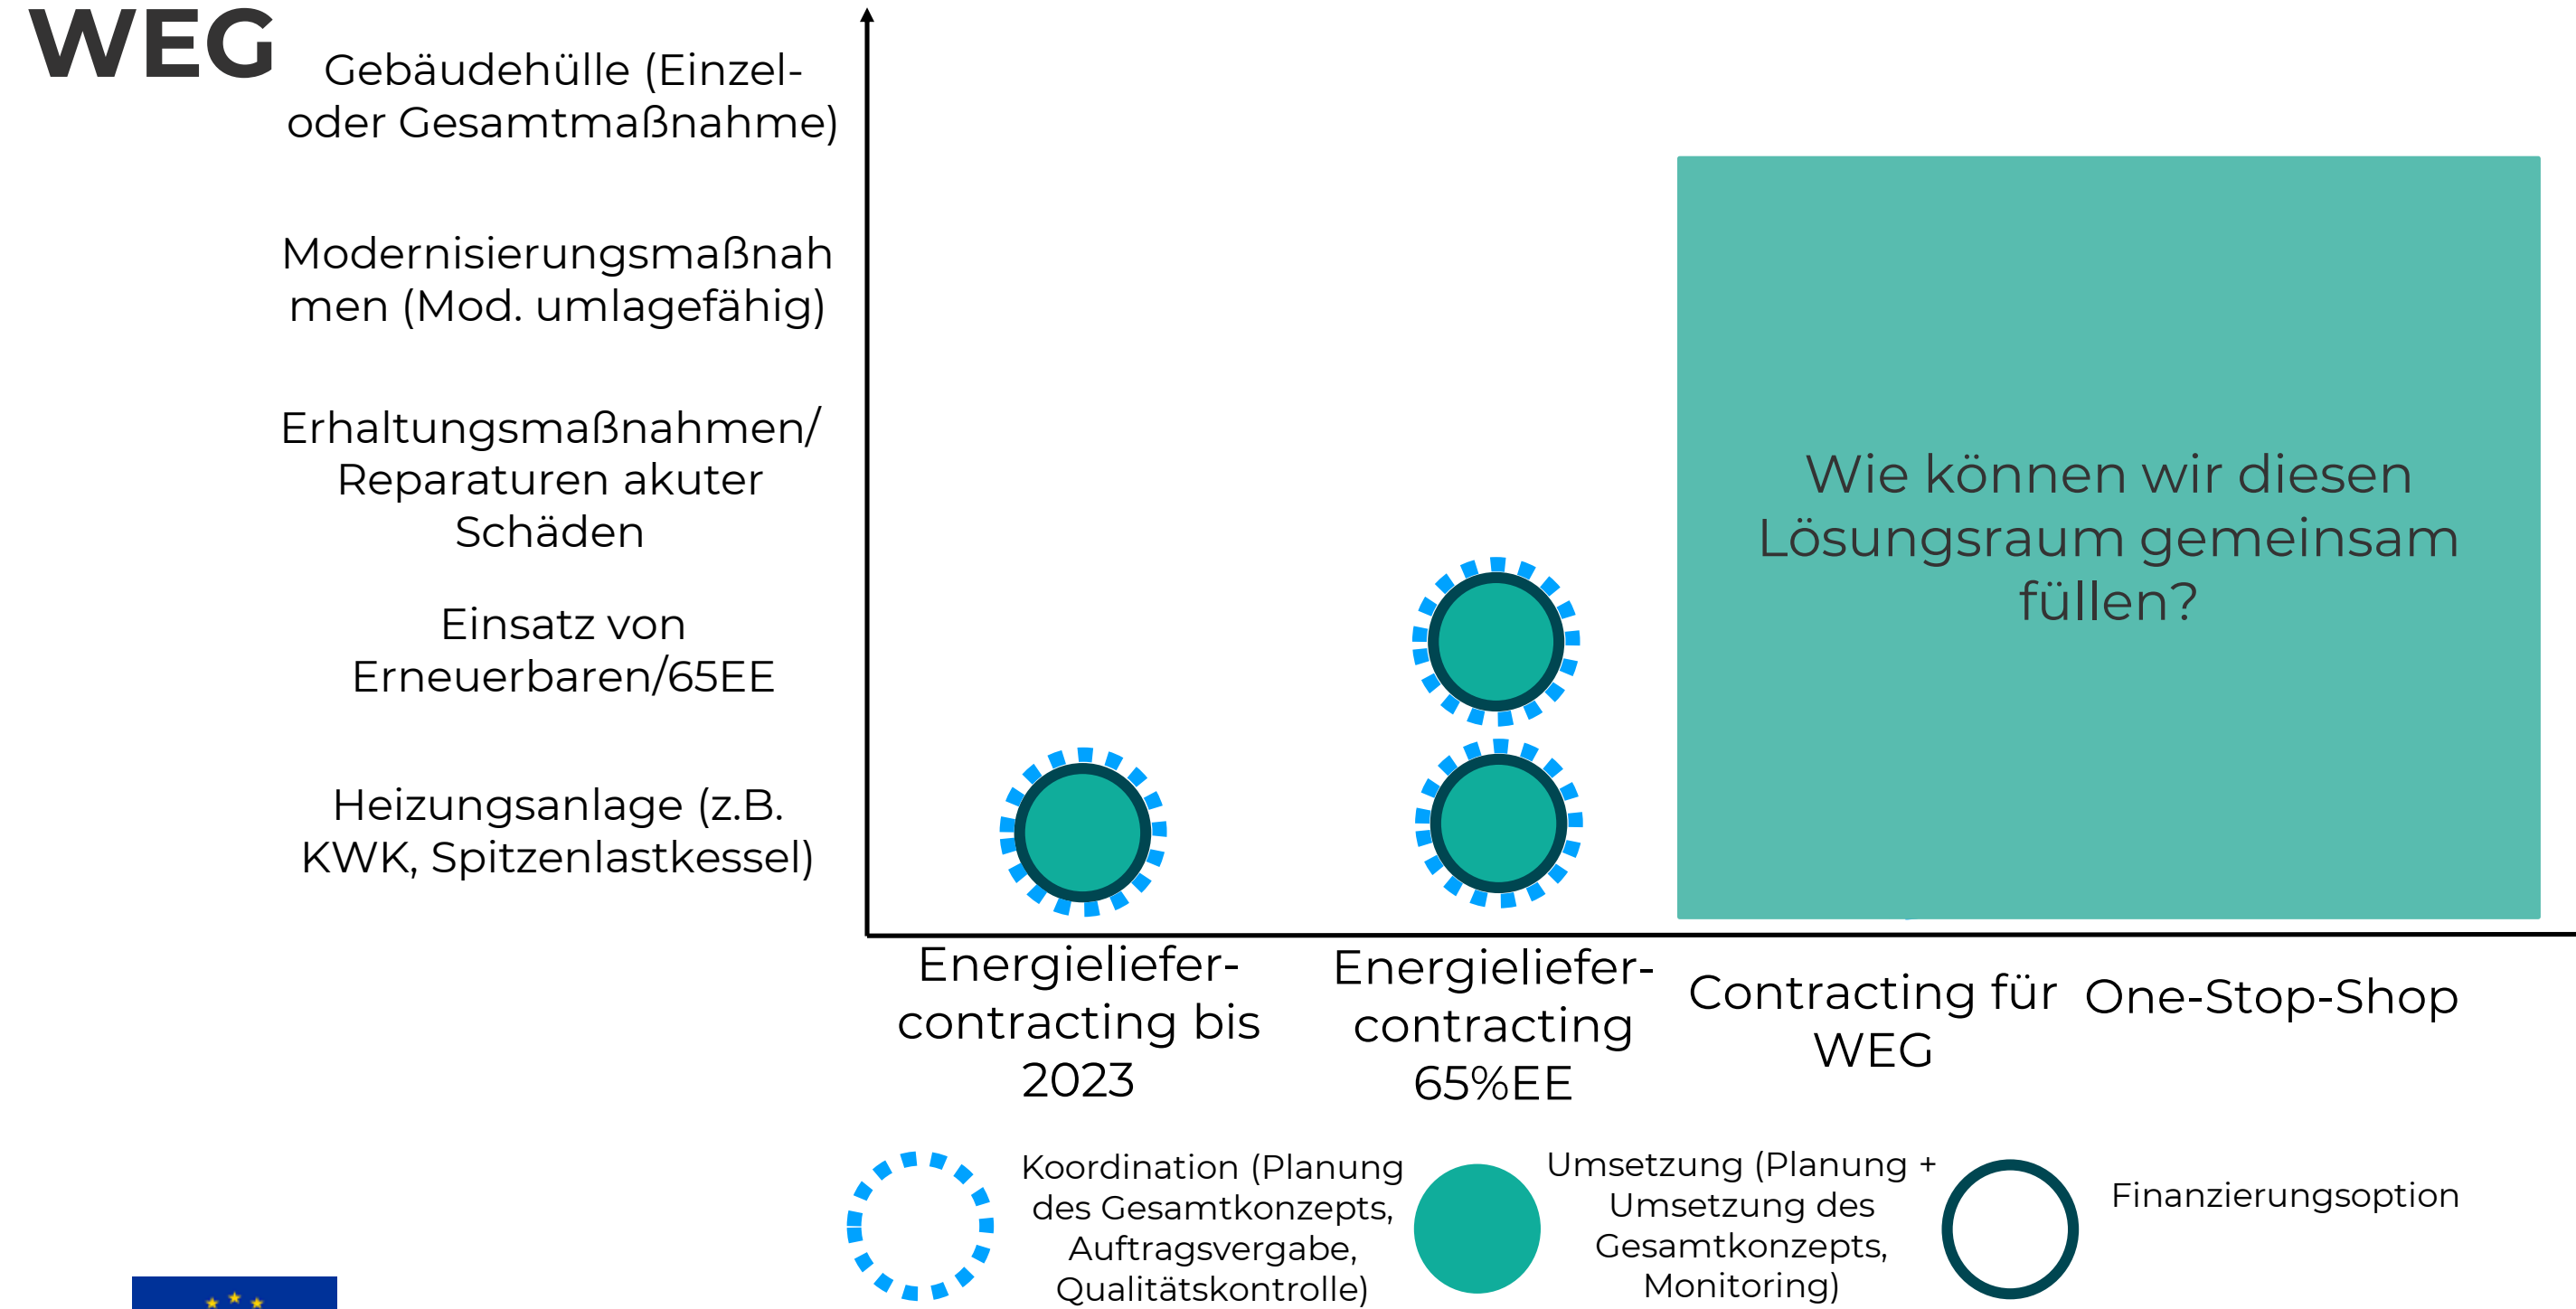 WEG
Gebäudehülle (Einzel-
oder Gesamtmaßnahme)
Modernisierungsmaßnah
men (Mod. umlagefähig)
Erhaltungsmaßnahmen/
Reparaturen akuter
Schäden
Einsatz von
Erneuerbaren/65EE
Heizungsanlage (z.B.
KWK, Spitzenlastkessel)
Wie können wir diesen
Lösungsraum gemeinsam
füllen?
Energieliefer-
contracting bis
2023
Energieliefer-
contracting
65%EE
Contracting für
WEG
One-Stop-Shop
Koordination (Planung
des Gesamtkonzepts,
Auftragsvergabe,
Qualitätskontrolle)
Umsetzung (Planung +
Umsetzung des
Gesamtkonzepts,
Monitoring)
Finanzierungsoption